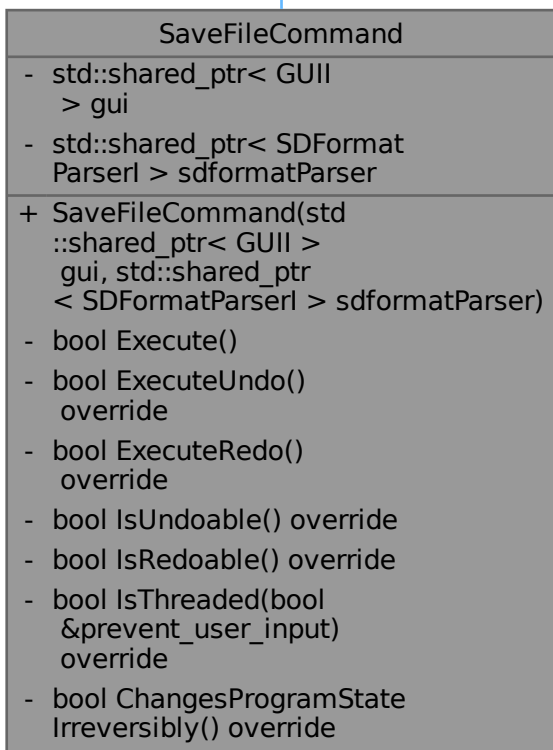 SaveFileCommand
- std::shared_ptr< GUII
> gui
- std::shared_ptr< SDFormat
ParserI > sdformatParser
+ SaveFileCommand(std
::shared_ptr< GUII >
gui, std::shared_ptr
< SDFormatParserI > sdformatParser)
- bool Execute()
- bool ExecuteUndo()
override
- bool ExecuteRedo()
override
- bool IsUndoable() override
- bool IsRedoable() override
- bool IsThreaded(bool
&prevent_user_input)
override
- bool ChangesProgramState
Irreversibly() override